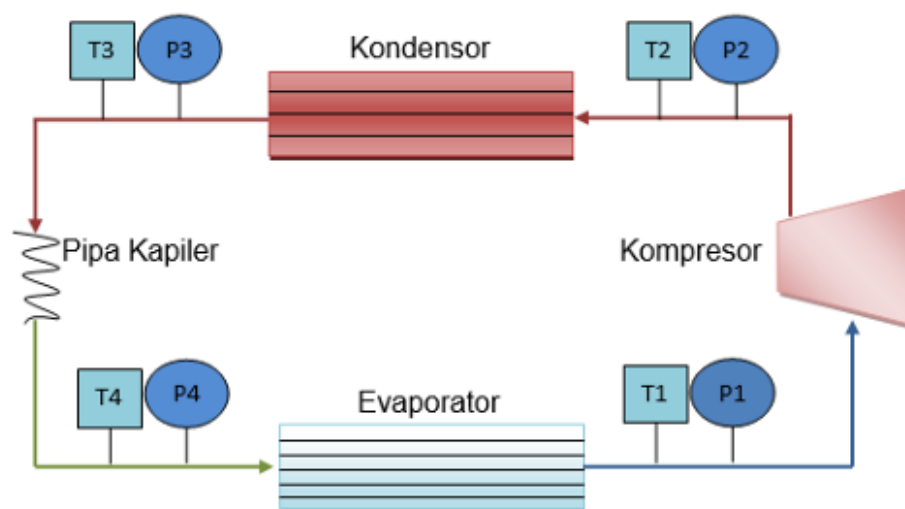 T3 P3
Kondensor
T2 P2
Pipa Kapiler
Kompresor
T4 P4
Evaporator
T1 P1